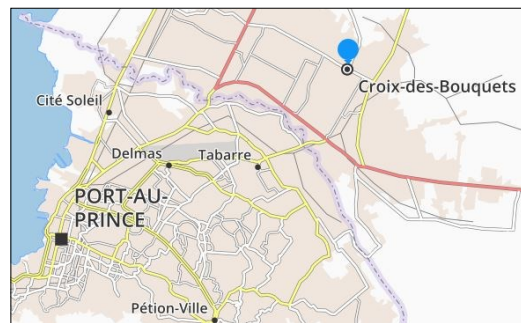 Croix-des-Bouquets
Cité Soleil
Delmas
Tabarre
PORT-AU-
PRINCE
Pétion-Ville